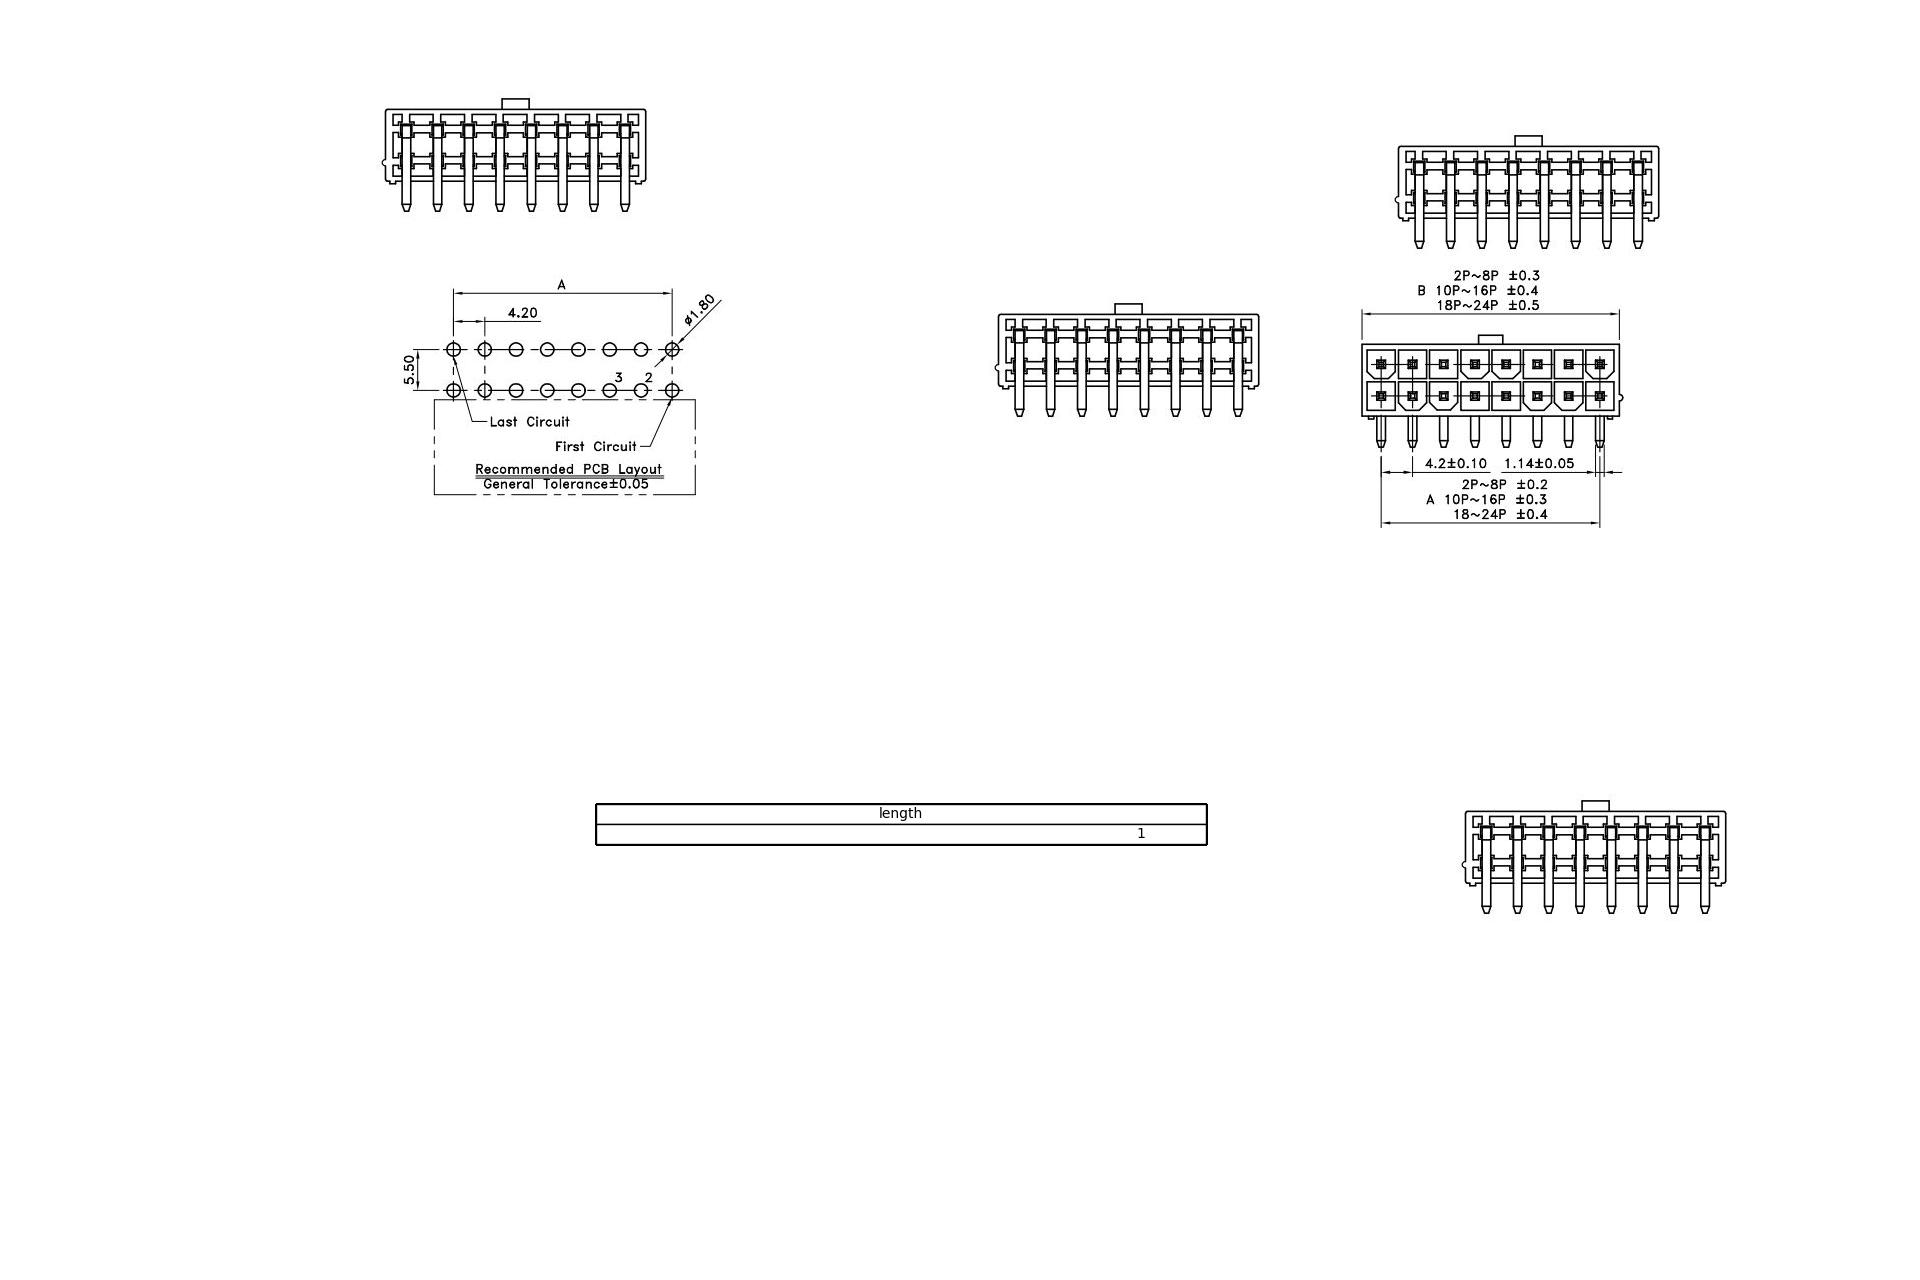 A
4.20
ø1.80
5.50
3 2
Last Circuit
First Circuit
Recommended PCB Layout
General Tolerance±0.05
2P~8P ±0.3
B 10P~16P ±0.4
18P~24P ±0.5
4.2±0.10 1.14±0.05
2P~8P ±0.2
A 10P~16P ±0.3
18~24P ±0.4
length
1